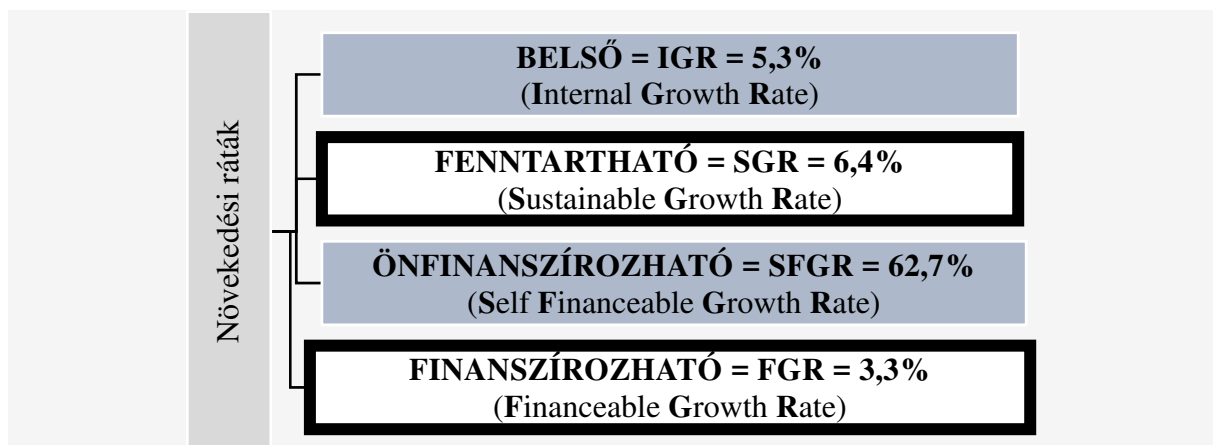 Növekedési ráták
BELSŐ = IGR = 5,3%
(Internal Growth Rate)
FENNTARTHATÓ = SGR = 6,4%
(Sustainable Growth Rate)
ÖNFINANSZÍROZHATÓ = SFGR = 62,7%
(Self Financeable Growth Rate)
FINANSZÍROZHATÓ = FGR = 3,3%
(Financeable Growth Rate)